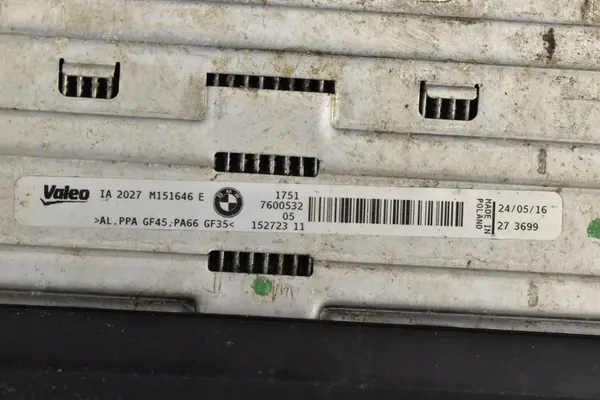 Valeo IA 2027 M151646 E
>AL,PPA GF45,PA66 GF35<
BMW
1751
7600532
05
152723 11
MADE IN
POLAND
24/05/16
27 3699